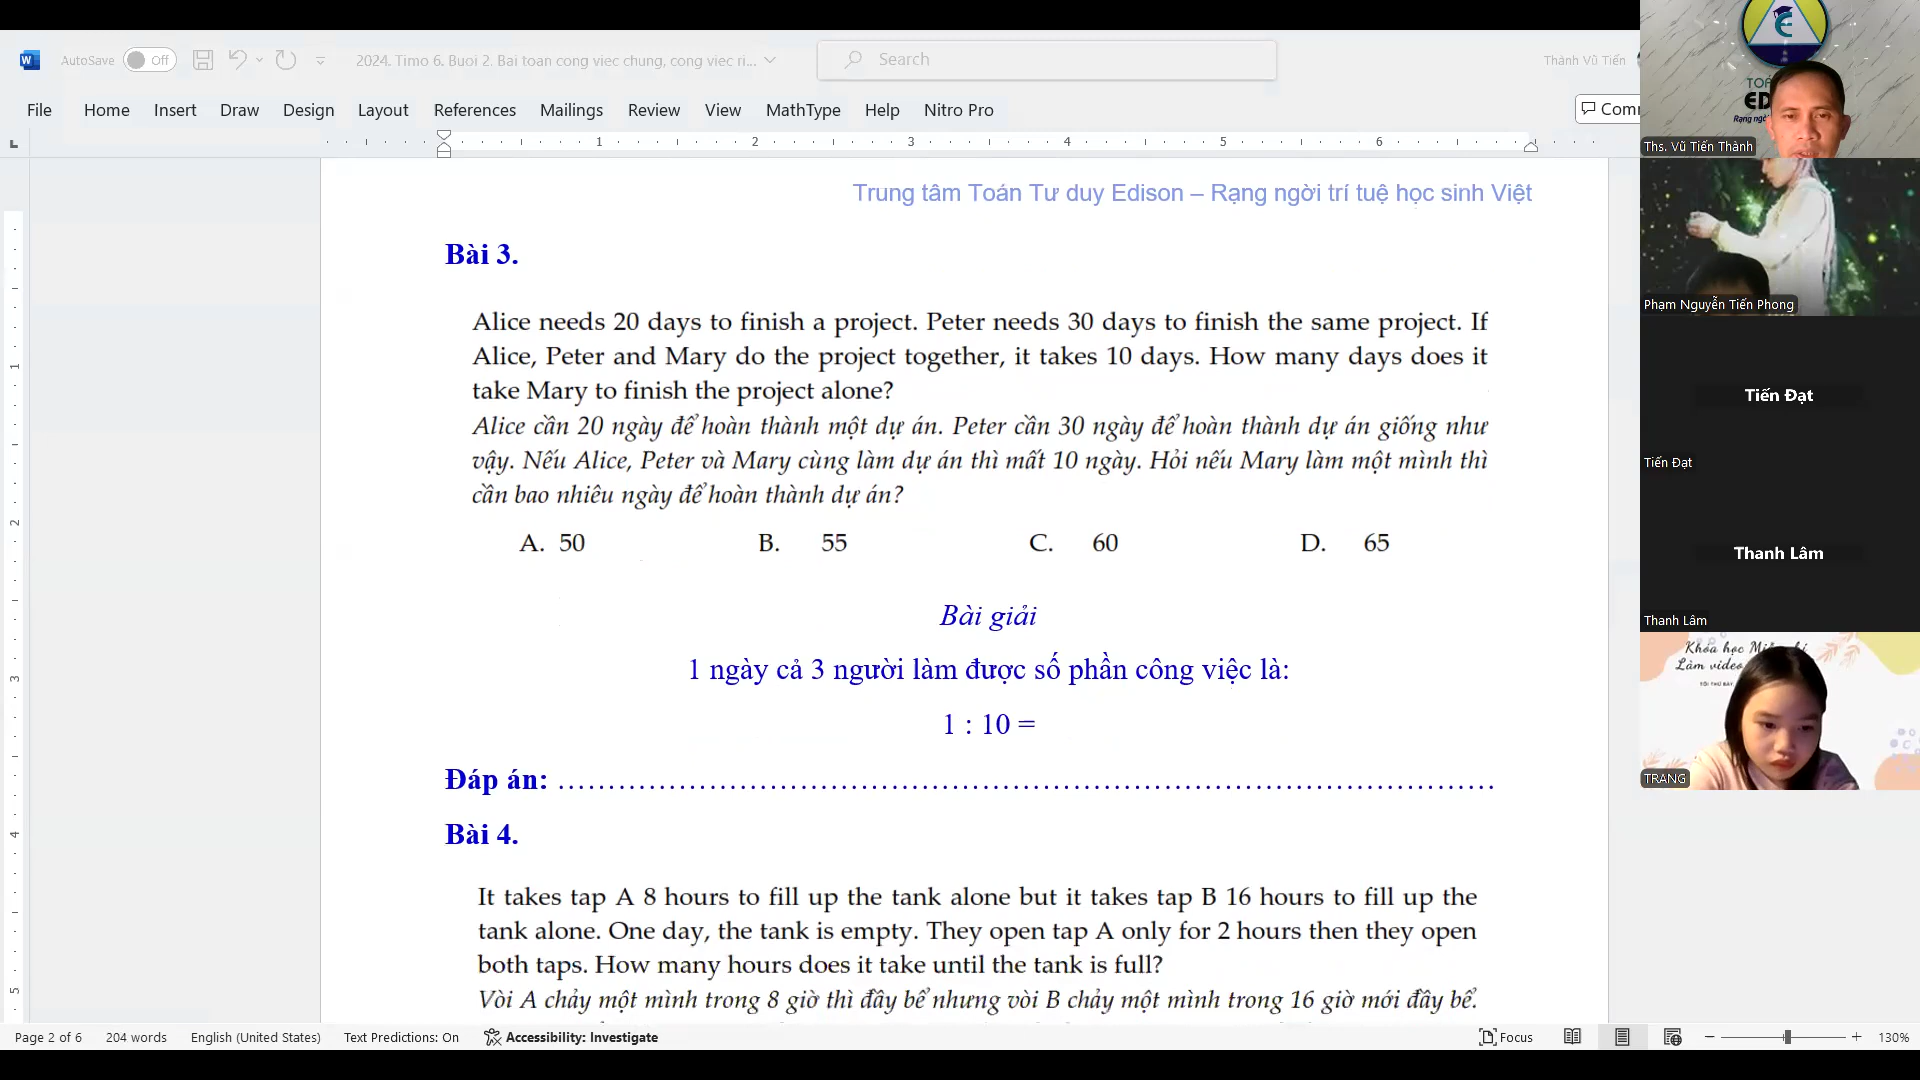 AutoSave Off 2024. Timo 6. Buoi 2. Bai toan cong viec chung, cong viec ri... Search Thành Vũ Tiến
File Home Insert Draw Design Layout References Mailings Review View MathType Help Nitro Pro Comm
1 2 3 4 5 6
Trung tâm Toán Tư duy Edison – Rạng ngời trí tuệ học sinh Việt
Bài 3.
Alice needs 20 days to finish a project. Peter needs 30 days to finish the same project. If
Alice, Peter and Mary do the project together, it takes 10 days. How many days does it
take Mary to finish the project alone?
Alice cần 20 ngày để hoàn thành một dự án. Peter cần 30 ngày để hoàn thành dự án giống như
vậy. Nếu Alice, Peter và Mary cùng làm dự án thì mất 10 ngày. Hỏi nếu Mary làm một mình thì
cần bao nhiêu ngày để hoàn thành dự án?
A. 50 B. 55 C. 60 D. 65
Bài giải
1 ngày cả 3 người làm được số phần công việc là:
1 : 10 =
Đáp án: ........................................................................
Bài 4.
It takes tap A 8 hours to fill up the tank alone but it takes tap B 16 hours to fill up the
tank alone. One day, the tank is empty. They open tap A only for 2 hours then they open
both taps. How many hours does it take until the tank is full?
Vòi A chảy một mình trong 8 giờ thì đầy bể nhưng vòi B chảy một mình trong 16 giờ mới đầy bể.
1
2
3
4
5
Page 2 of 6 204 words English (United States) Text Predictions: On Accessibility: Investigate Focus 130%
Ths. Vũ Tiến Thành
Phạm Nguyễn Tiến Phong
Tiến Đạt
Tiến Đạt
Thanh Lâm
Thanh Lâm
Làm video
TRANG